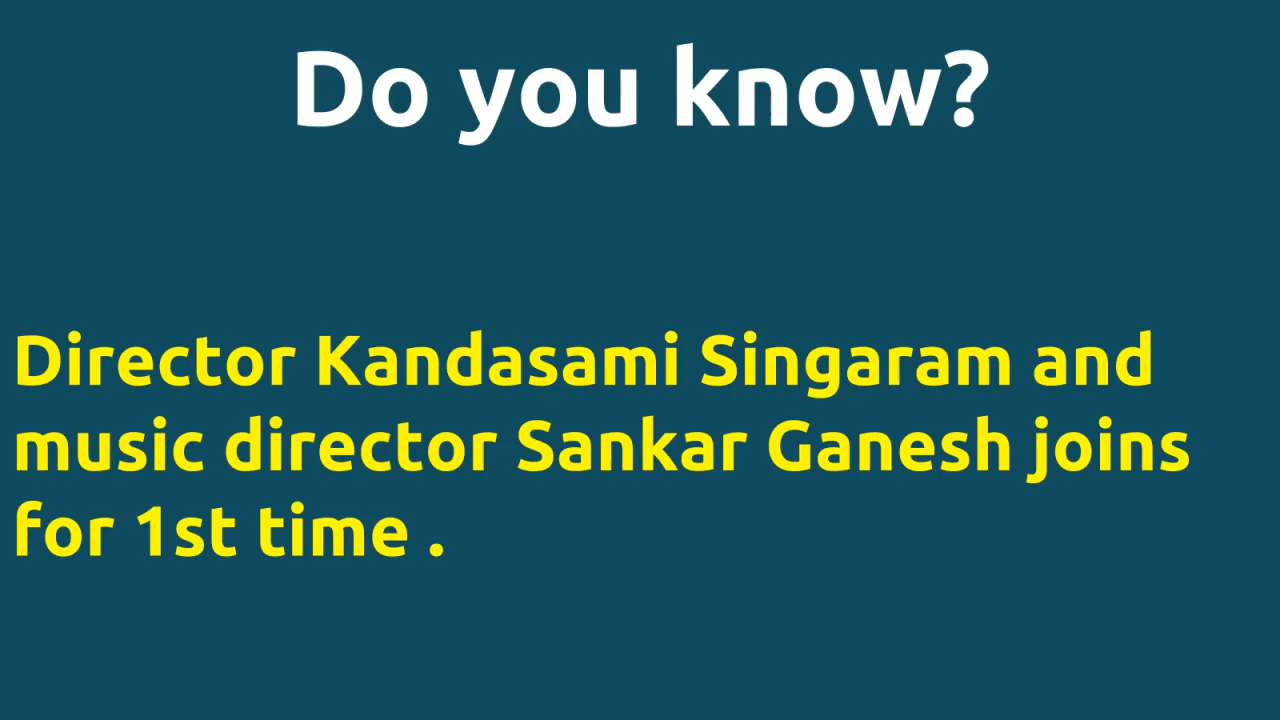 Do you know?
Director Kandasami Singaram and
music director Sankar Ganesh joins
for 1st time .